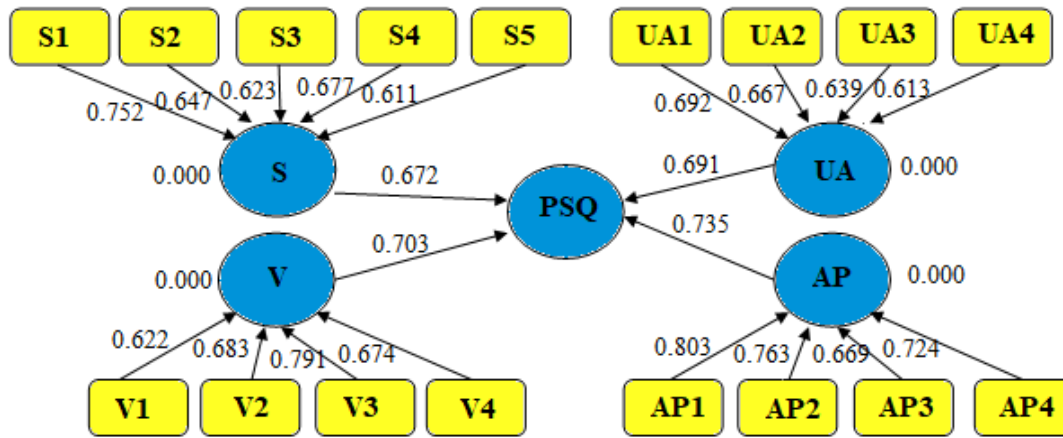 S1 S2 S3 S4 S5 UA1 UA2 UA3 UA4
0.752 0.647 0.623 0.677 0.611 0.692 0.667 0.639 0.613
0.000 S 0.672 PSQ 0.691 UA 0.000
0.000 V 0.703 0.735 AP 0.000
0.622 0.683 0.791 0.674 0.803 0.763 0.669 0.724
V1 V2 V3 V4 AP1 AP2 AP3 AP4